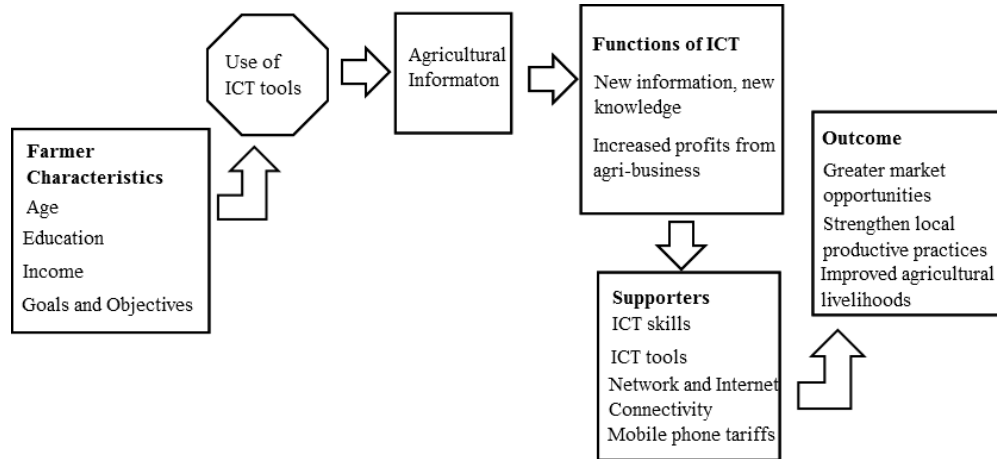 Farmer
Characteristics
Age
Education
Income
Goals and Objectives
Use of
ICT tools
Agricultural
Informaton
Functions of ICT
New information, new
knowledge
Increased profits from
agri-business
Supporters
ICT skills
ICT tools
Network and Internet
Connectivity
Mobile phone tariffs
Outcome
Greater market
opportunities
Strengthen local
productive practices
Improved agricultural
livelihoods